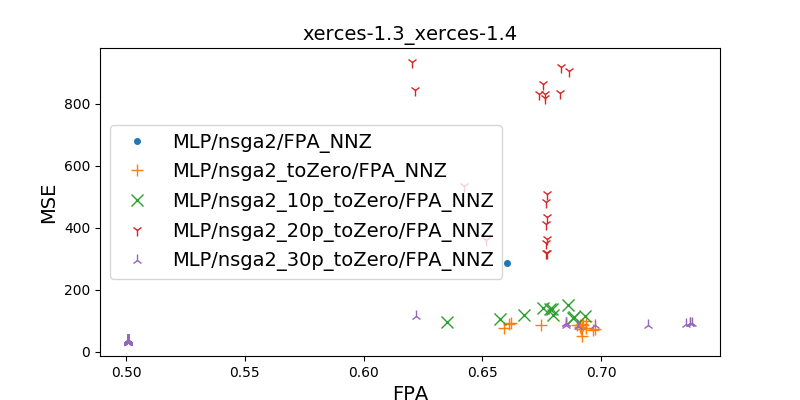 xerces-1.3_xerces-1.4
MSE
800
600
400
200
0
MLP/nsga2/FPA_NNZ
MLP/nsga2_toZero/FPA_NNZ
MLP/nsga2_10p_toZero/FPA_NNZ
MLP/nsga2_20p_toZero/FPA_NNZ
MLP/nsga2_30p_toZero/FPA_NNZ
0.50 0.55 0.60 0.65 0.70
FPA